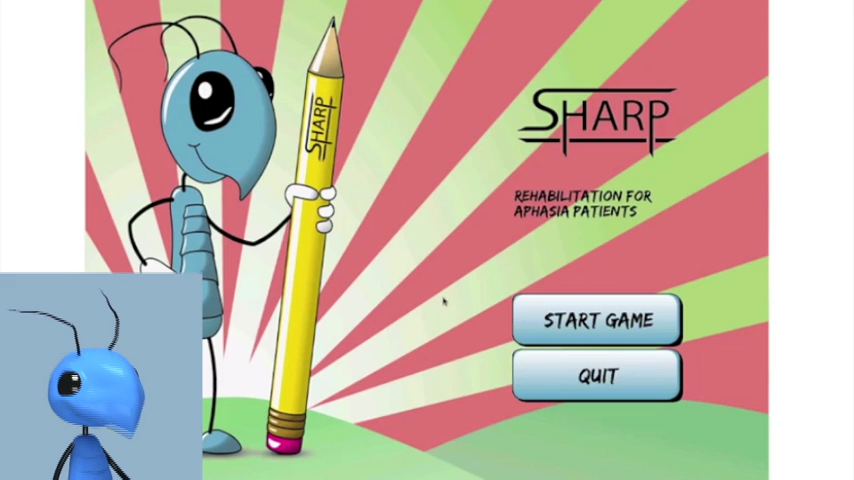 SHARP
SHARP
REHABILITATION FOR
APHASIA PATIENTS
START GAME
QUIT